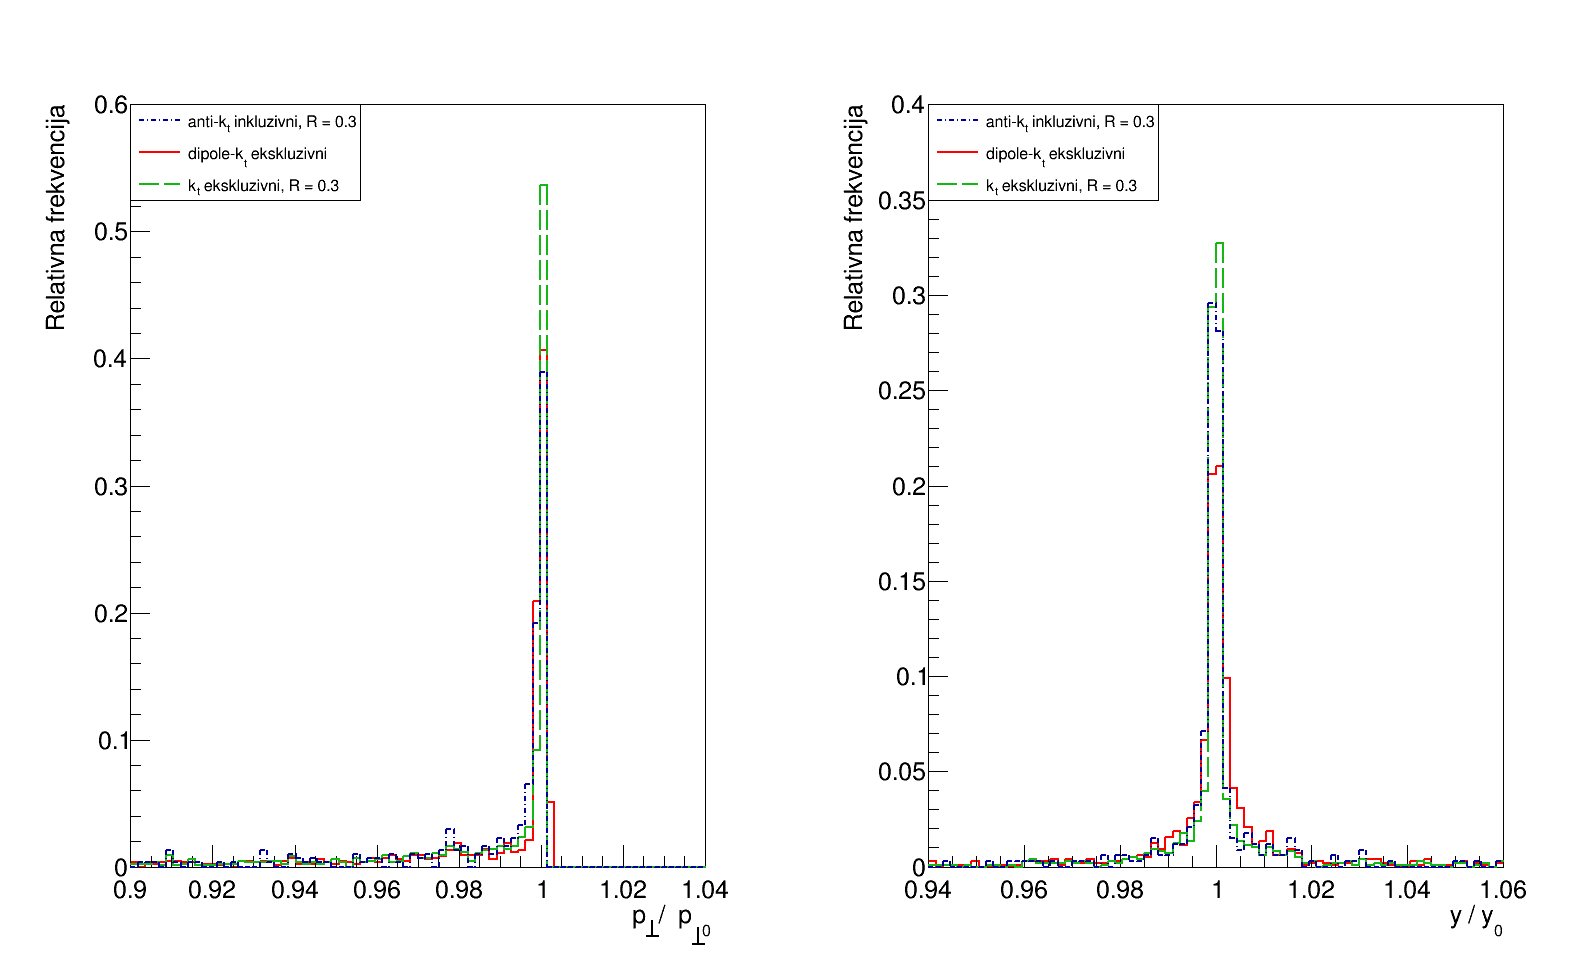 Relativna frekvencija
0.6
0.5
0.4
0.3
0.2
0.1
0
anti-kt inkluzivni, R = 0.3
dipole-kt ekskluzivni
kt ekskluzivni, R = 0.3
0.9 0.92 0.94 0.96 0.98 1 1.02 1.04
p⊥/ p⊥0
Relativna frekvencija
0.4
0.35
0.3
0.25
0.2
0.15
0.1
0.05
0
anti-kt inkluzivni, R = 0.3
dipole-kt ekskluzivni
kt ekskluzivni, R = 0.3
0.94 0.96 0.98 1 1.02 1.04 1.06
y / y0